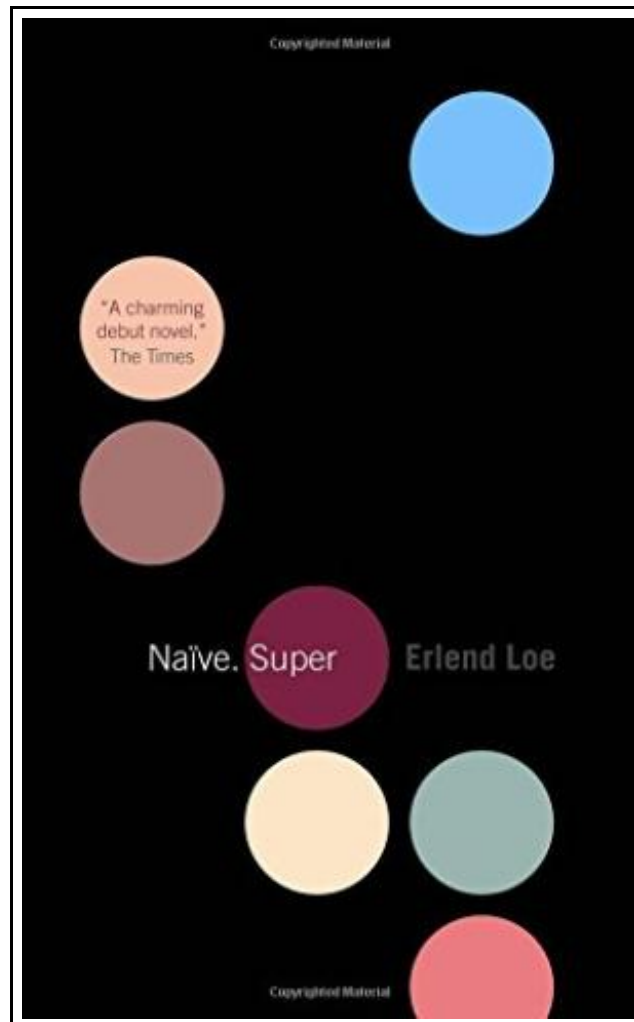 Copyrighted Material
"A charming
debut novel,"
The Times
Naïve. Super Erlend Loe
Copyrighted Material